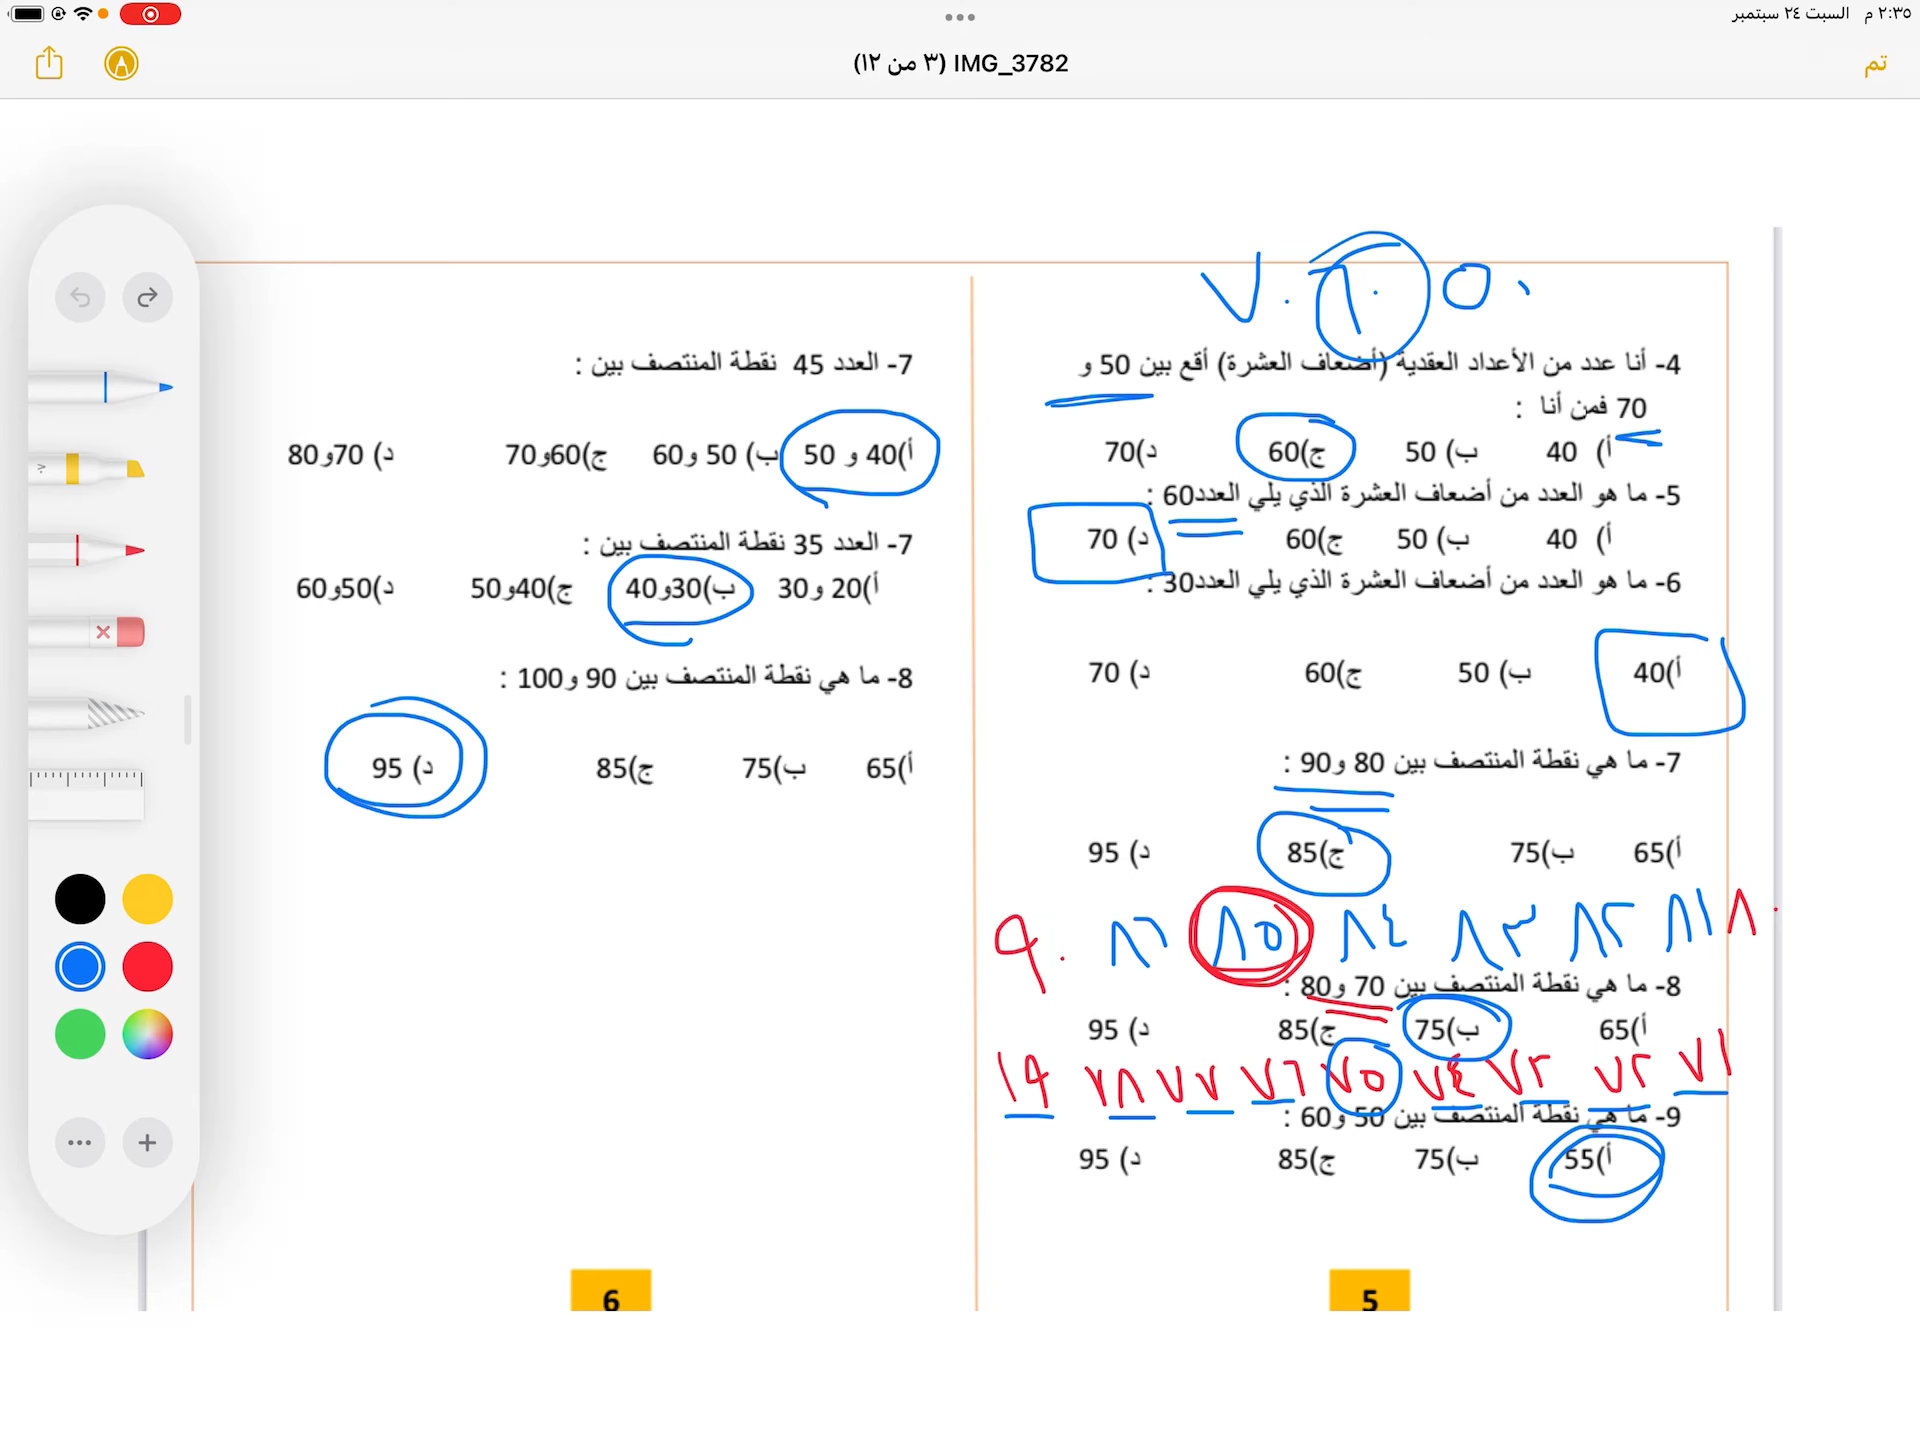 ٢:٣٥ م السبت ٢٤ سبتمبر
تم
IMG_3782 (٣ من ١٢)
٧٠ ٦٠ ٥٠
4- أنا عدد من الأعداد العقدية (أضعاف العشرة) أقع بين 50 و
70 فمن أنا :
أ) 40 ب) 50 ج)60 د)70
5- ما هو العدد من أضعاف العشرة الذي يلي العدد60 :
أ) 40 ب) 50 ج)60 د) 70
6- ما هو العدد من أضعاف العشرة الذي يلي العدد30 :
أ)40 ب) 50 ج)60 د) 70
7- ما هي نقطة المنتصف بين 80 و90 :
أ)65 ب)75 ج)85 د) 95
٨٠ ٨١ ٨٢ ٨٣ ٨٤ ٨٥ ٨٦ ٩٠
8- ما هي نقطة المنتصف بين 70 و80 :
أ)65 ب)75 ج)85 د) 95
٧١ ٧٢ ٧٣ ٧٤ ٧٥ ٧٦ ٧٧ ٧٨
9- ما هي نقطة المنتصف بين 50 و60 :
أ)55 ب)75 ج)85 د) 95
5
7- العدد 45 نقطة المنتصف بين :
أ)40 و 50 ب) 50 و60 ج)60و70 د) 70و80
7- العدد 35 نقطة المنتصف بين :
أ)20 و30 ب)30و40 ج)40و50 د)50و60
8- ما هي نقطة المنتصف بين 90 و100 :
أ)65 ب)75 ج)85 د) 95
6